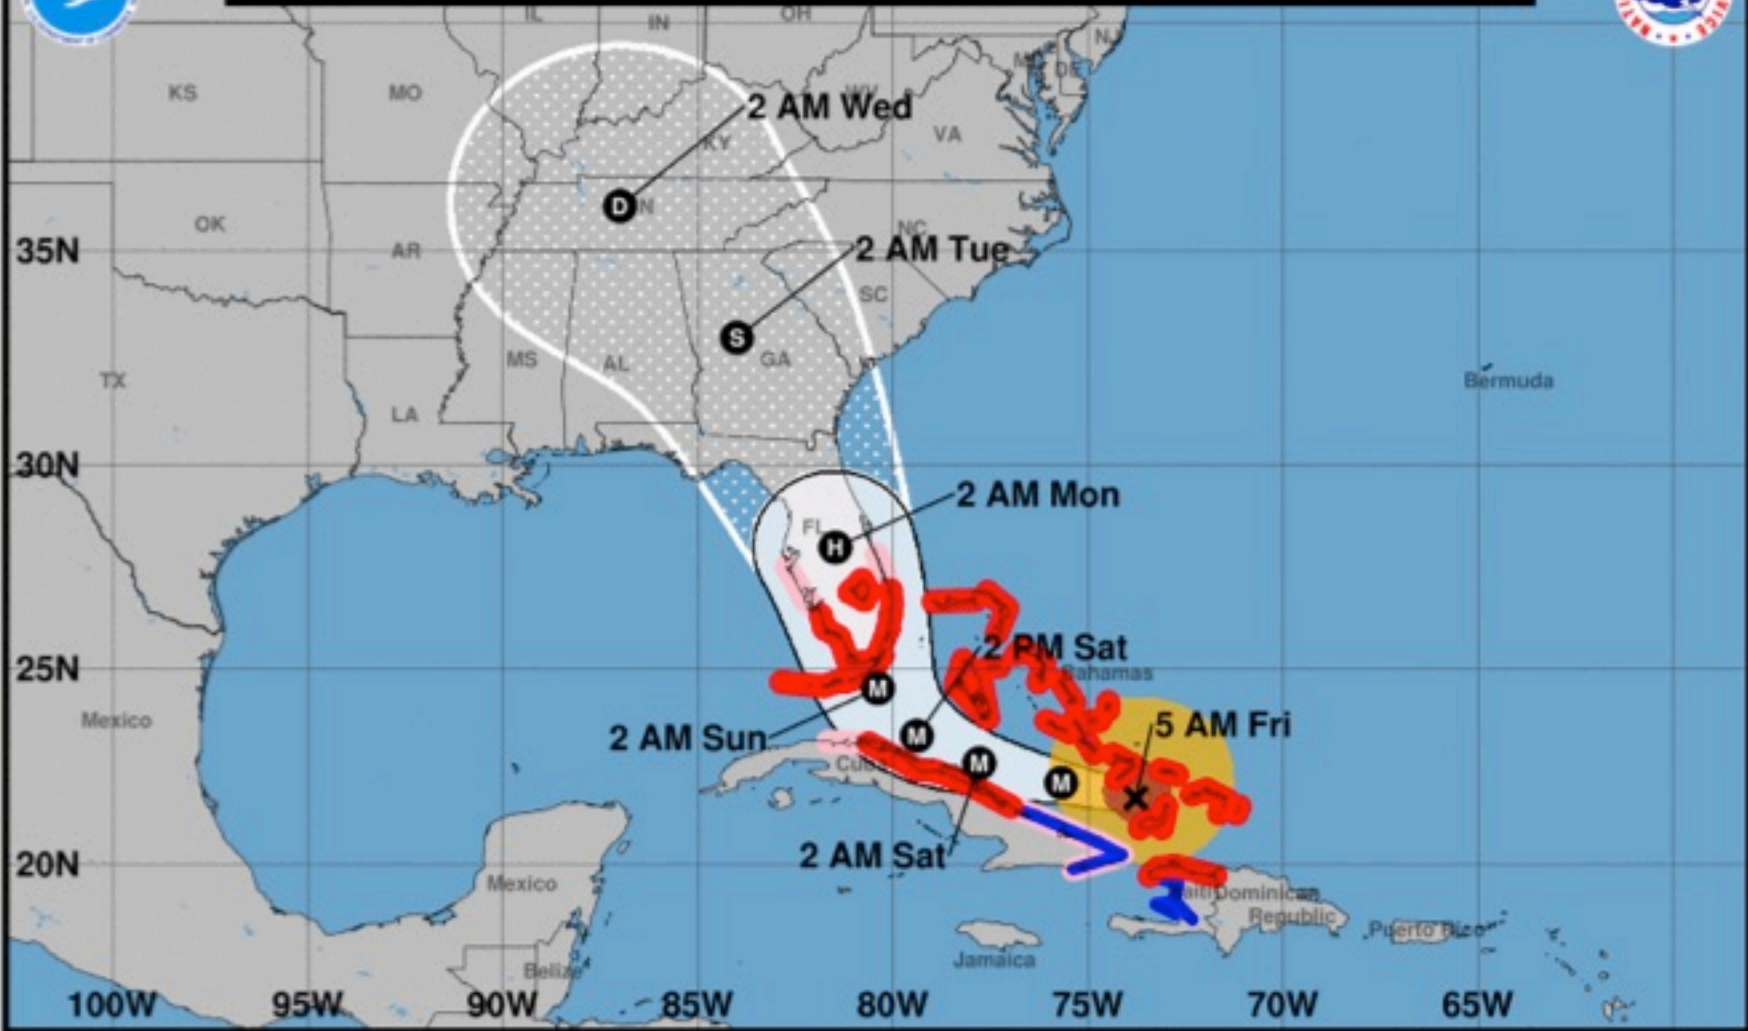 IL
IN
OH
NJ
DE
KS
MO
2 AM Wed
KY
VA
D
OK
NC
35N
AR
2 AM Tue
SC
S
MS
AL
GA
TX
Bermuda
LA
30N
2 AM Mon
FL
H
2 PM Sat
25N
Bahamas
M
Mexico
5 AM Fri
2 AM Sun
M
Cuba
M
M
2 AM Sat
20N
Mexico
Haiti
Dominican
Republic
Puerto Rico
Jamaica
Belize
100W
95W
90W
85W
80W
75W
70W
65W